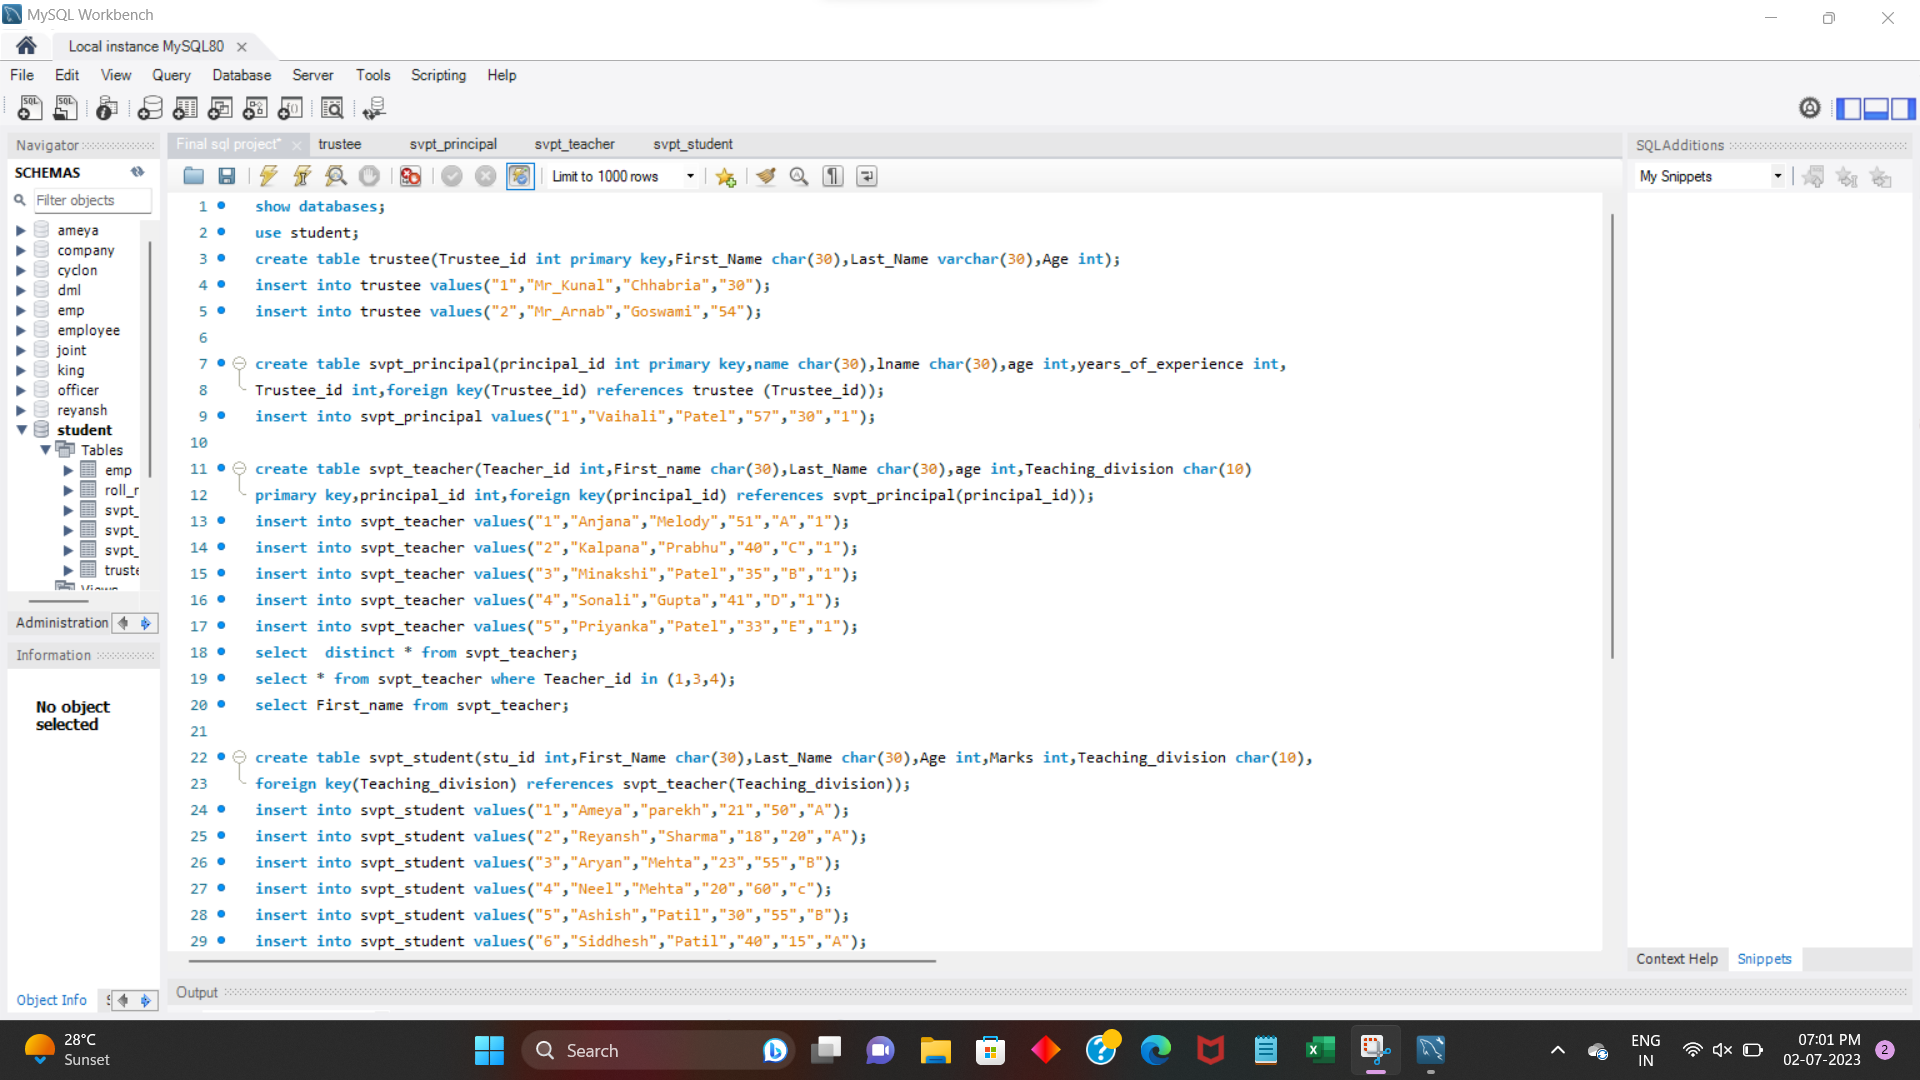 MySQL Workbench
Local instance MySQL80
File Edit View Query Database Server Tools Scripting Help
Navigator
SCHEMAS
Filter objects
ameya
company
cyclon
dml
emp
employee
joint
king
officer
reyansh
student
Tables
emp
roll_r
svpt_
svpt_
svpt_
truste
Views
Administration
Information
No object
selected
Object Info
Final sql project* trustee svpt_principal svpt_teacher svpt_student
Limit to 1000 rows
1 show databases;
2 use student;
3 create table trustee(Trustee_id int primary key,First_Name char(30),Last_Name varchar(30),Age int);
4 insert into trustee values("1","Mr_Kunal","Chhabria","30");
5 insert into trustee values("2","Mr_Arnab","Goswami","54");
6
7 create table svpt_principal(principal_id int primary key,name char(30),lname char(30),age int,years_of_experience int,
8 Trustee_id int,foreign key(Trustee_id) references trustee (Trustee_id));
9 insert into svpt_principal values("1","Vaihali","Patel","57","30","1");
10
11 create table svpt_teacher(Teacher_id int,First_name char(30),Last_Name char(30),age int,Teaching_division char(10)
12 primary key,principal_id int,foreign key(principal_id) references svpt_principal(principal_id));
13 insert into svpt_teacher values("1","Anjana","Melody","51","A","1");
14 insert into svpt_teacher values("2","Kalpana","Prabhu","40","C","1");
15 insert into svpt_teacher values("3","Minakshi","Patel","35","B","1");
16 insert into svpt_teacher values("4","Sonali","Gupta","41","D","1");
17 insert into svpt_teacher values("5","Priyanka","Patel","33","E","1");
18 select  distinct * from svpt_teacher;
19 select * from svpt_teacher where Teacher_id in (1,3,4);
20 select First_name from svpt_teacher;
21
22 create table svpt_student(stu_id int,First_Name char(30),Last_Name char(30),Age int,Marks int,Teaching_division char(10),
23 foreign key(Teaching_division) references svpt_teacher(Teaching_division));
24 insert into svpt_student values("1","Ameya","parekh","21","50","A");
25 insert into svpt_student values("2","Reyansh","Sharma","18","20","A");
26 insert into svpt_student values("3","Aryan","Mehta","23","55","B");
27 insert into svpt_student values("4","Neel","Mehta","20","60","c");
28 insert into svpt_student values("5","Ashish","Patil","30","55","B");
29 insert into svpt_student values("6","Siddhesh","Patil","40","15","A");
Output
SQLAdditions
My Snippets
Context Help Snippets
28°C
Sunset
Search
ENG
IN
07:01 PM
02-07-2023
2